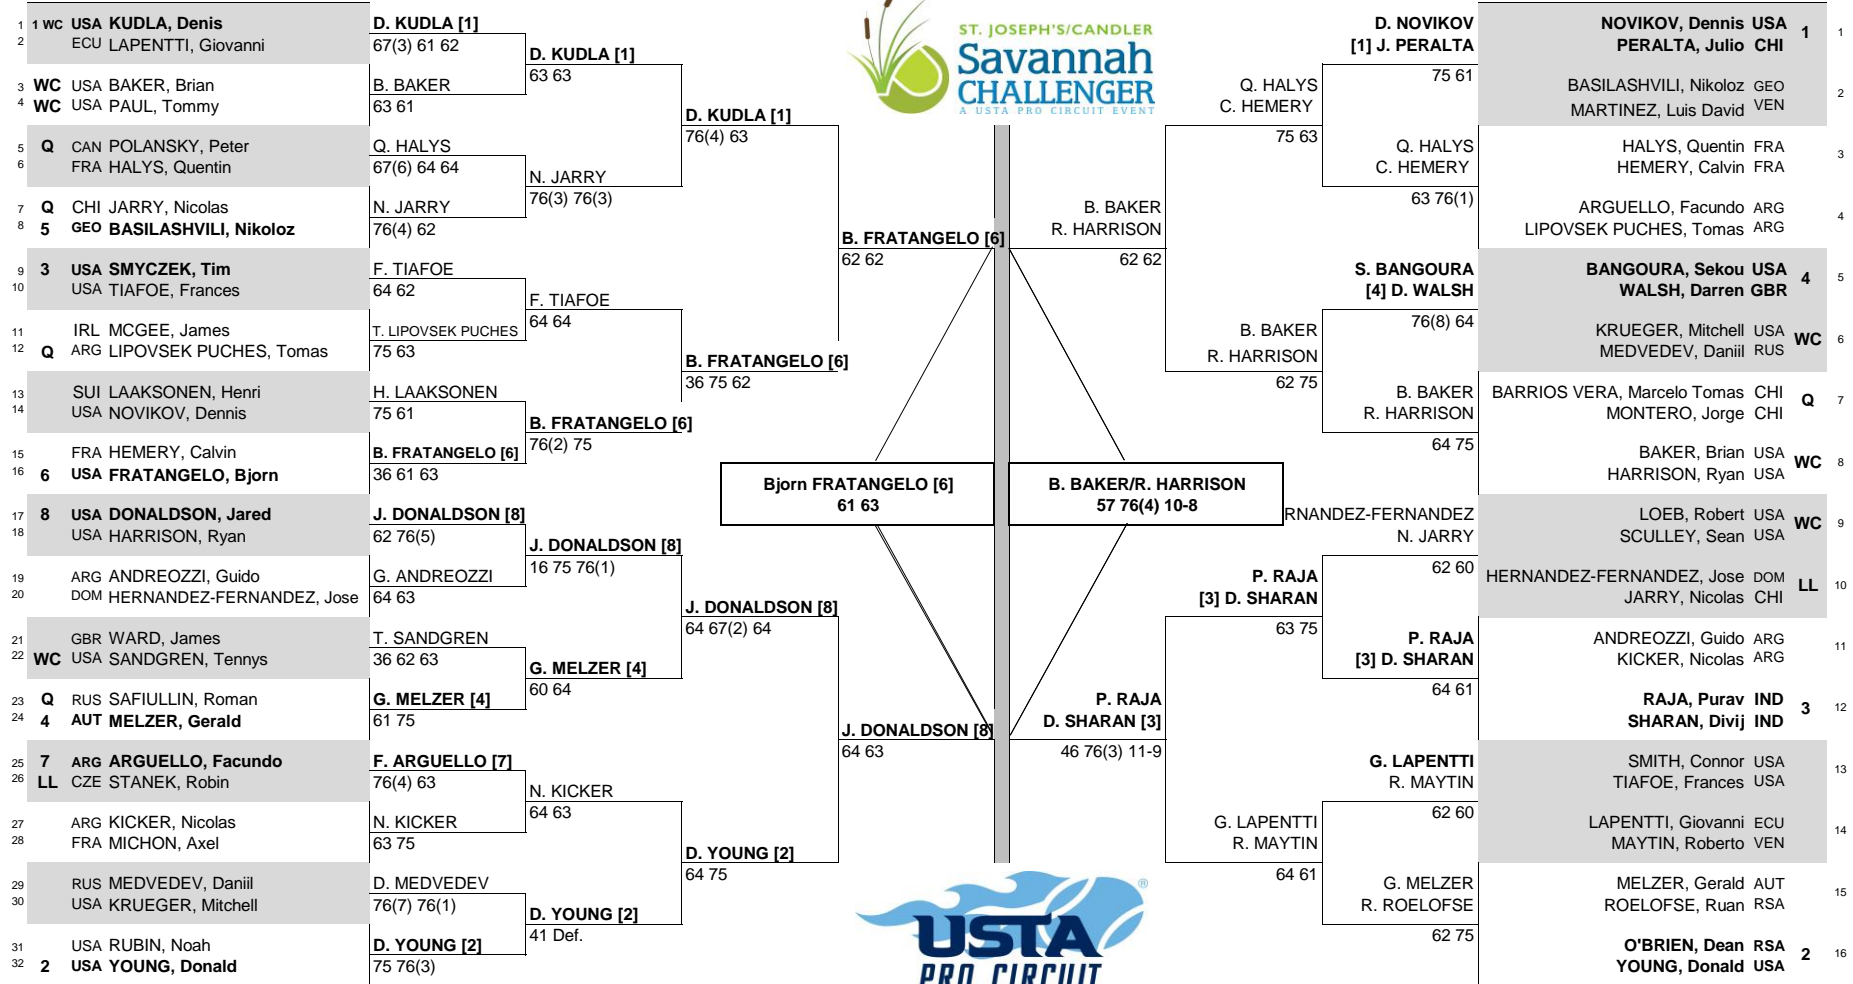 1 1 WC USA KUDLA, Denis
2 ECU LAPENTTI, Giovanni
3 WC USA BAKER, Brian
4 WC USA PAUL, Tommy
5 Q CAN POLANSKY, Peter
6 FRA HALYS, Quentin
7 Q CHI JARRY, Nicolas
8 5 GEO BASILASHVILI, Nikoloz
9 3 USA SMYCZEK, Tim
10 USA TIAFOE, Frances
11 IRL MCGEE, James
12 Q ARG LIPOVSEK PUCHES, Tomas
13 SUI LAAKSONEN, Henri
14 USA NOVIKOV, Dennis
15 FRA HEMERY, Calvin
16 6 USA FRATANGELO, Bjorn
17 8 USA DONALDSON, Jared
18 USA HARRISON, Ryan
19 ARG ANDREOZZI, Guido
20 DOM HERNANDEZ-FERNANDEZ, Jose
21 GBR WARD, James
22 WC USA SANDGREN, Tennys
23 Q RUS SAFIULLIN, Roman
24 4 AUT MELZER, Gerald
25 7 ARG ARGUELLO, Facundo
26 LL CZE STANEK, Robin
27 ARG KICKER, Nicolas
28 FRA MICHON, Axel
29 RUS MEDVEDEV, Daniil
30 USA KRUEGER, Mitchell
31 USA RUBIN, Noah
32 2 USA YOUNG, Donald
D. KUDLA [1]
67(3) 61 62
B. BAKER
63 61
Q. HALYS
67(6) 64 64
N. JARRY
76(4) 62
F. TIAFOE
64 62
T. LIPOVSEK PUCHES
75 63
H. LAAKSONEN
75 61
B. FRATANGELO [6]
36 61 63
J. DONALDSON [8]
62 76(5)
G. ANDREOZZI
64 63
T. SANDGREN
36 62 63
G. MELZER [4]
61 75
F. ARGUELLO [7]
76(4) 63
N. KICKER
63 75
D. MEDVEDEV
76(7) 76(1)
D. YOUNG [2]
75 76(3)
D. KUDLA [1]
63 63
N. JARRY
76(3) 76(3)
F. TIAFOE
64 64
B. FRATANGELO [6]
76(2) 75
J. DONALDSON [8]
16 75 76(1)
G. MELZER [4]
60 64
N. KICKER
64 63
D. YOUNG [2]
41 Def.
D. KUDLA [1]
76(4) 63
B. FRATANGELO [6]
36 75 62
J. DONALDSON [8]
64 67(2) 64
D. YOUNG [2]
64 75
B. FRATANGELO [6]
62 62
J. DONALDSON [8]
64 63
Bjorn FRATANGELO [6]
61 63
ST. JOSEPH'S/CANDLER
Savannah
CHALLENGER
A USTA PRO CIRCUIT EVENT
B. BAKER/R. HARRISON
57 76(4) 10-8
B. BAKER
R. HARRISON
62 62
P. RAJA
D. SHARAN [3]
46 76(3) 11-9
Q. HALYS
C. HEMERY
75 63
B. BAKER
R. HARRISON
62 75
P. RAJA
[3] D. SHARAN
63 75
G. LAPENTTI
R. MAYTIN
64 61
D. NOVIKOV
[1] J. PERALTA
75 61
Q. HALYS
C. HEMERY
63 76(1)
S. BANGOURA
[4] D. WALSH
76(8) 64
B. BAKER
R. HARRISON
64 75
RNANDEZ-FERNANDEZ
N. JARRY
62 60
P. RAJA
[3] D. SHARAN
64 61
G. LAPENTTI
R. MAYTIN
62 60
G. MELZER
R. ROELOFSE
62 75
NOVIKOV, Dennis USA 1 1
PERALTA, Julio CHI
BASILASHVILI, Nikoloz GEO 2
MARTINEZ, Luis David VEN
HALYS, Quentin FRA 3
HEMERY, Calvin FRA
ARGUELLO, Facundo ARG 4
LIPOVSEK PUCHES, Tomas ARG
BANGOURA, Sekou USA 4 5
WALSH, Darren GBR
KRUEGER, Mitchell USA WC 6
MEDVEDEV, Daniil RUS
BARRIOS VERA, Marcelo Tomas CHI Q 7
MONTERO, Jorge CHI
BAKER, Brian USA WC 8
HARRISON, Ryan USA
LOEB, Robert USA WC 9
SCULLEY, Sean USA
HERNANDEZ-FERNANDEZ, Jose DOM LL 10
JARRY, Nicolas CHI
ANDREOZZI, Guido ARG 11
KICKER, Nicolas ARG
RAJA, Purav IND 3 12
SHARAN, Divij IND
SMITH, Connor USA 13
TIAFOE, Frances USA
LAPENTTI, Giovanni ECU 14
MAYTIN, Roberto VEN
MELZER, Gerald AUT 15
ROELOFSE, Ruan RSA
O'BRIEN, Dean RSA 2 16
YOUNG, Donald USA
®
USTA
PRO CIRCUIT